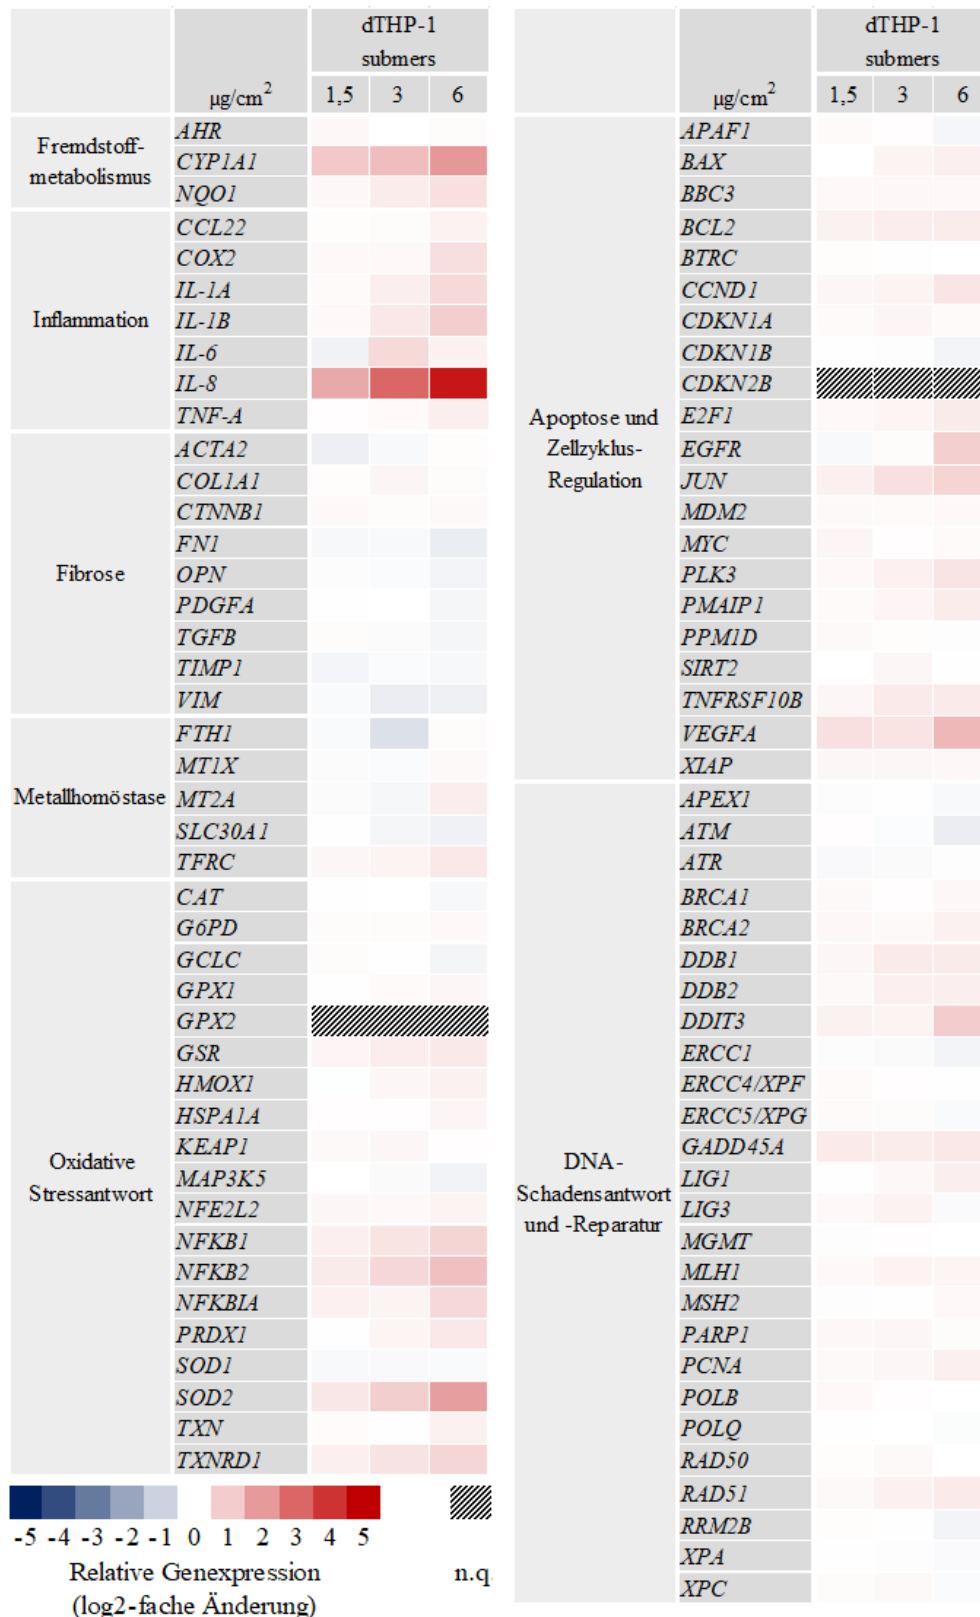 dTHP-1
submers
µg/cm2 1,5 3 6
Fremdstoff-
metabolismus
AHR
CYP1A1
NQO1
Inflammation
CCL22
COX2
IL-1A
IL-1B
IL-6
IL-8
TNF-A
Fibrose
ACTA2
COL1A1
CTNNB1
FN1
OPN
PDGFA
TGFB
TIMP1
VIM
Metallhomöstase
FTH1
MT1X
MT2A
SLC30A1
TFRC
Oxidative
Stressantwort
CAT
G6PD
GCLC
GPX1
GPX2
GSR
HMOX1
HSPA1A
KEAP1
MAP3K5
NFE2L2
NFKB1
NFKB2
NFKBIA
PRDX1
SOD1
SOD2
TXN
TXNRD1
-5 -4 -3 -2 -1 0 1 2 3 4 5
Relative Genexpression
(log2-fache Änderung)
n.q.
dTHP-1
submers
µg/cm2 1,5 3 6
Apoptose und
Zellzyklus-
Regulation
APAF1
BAX
BBC3
BCL2
BTRC
CCND1
CDKN1A
CDKN1B
CDKN2B
E2F1
EGFR
JUN
MDM2
MYC
PLK3
PMAIP1
PPM1D
SIRT2
TNFRSF10B
VEGFA
XIAP
DNA-
Schadensantwort
und -Reparatur
APEX1
ATM
ATR
BRCA1
BRCA2
DDB1
DDB2
DDIT3
ERCC1
ERCC4/XPF
ERCC5/XPG
GADD45A
LIG1
LIG3
MGMT
MLH1
MSH2
PARP1
PCNA
POLB
POLQ
RAD50
RAD51
RRM2B
XPA
XPC